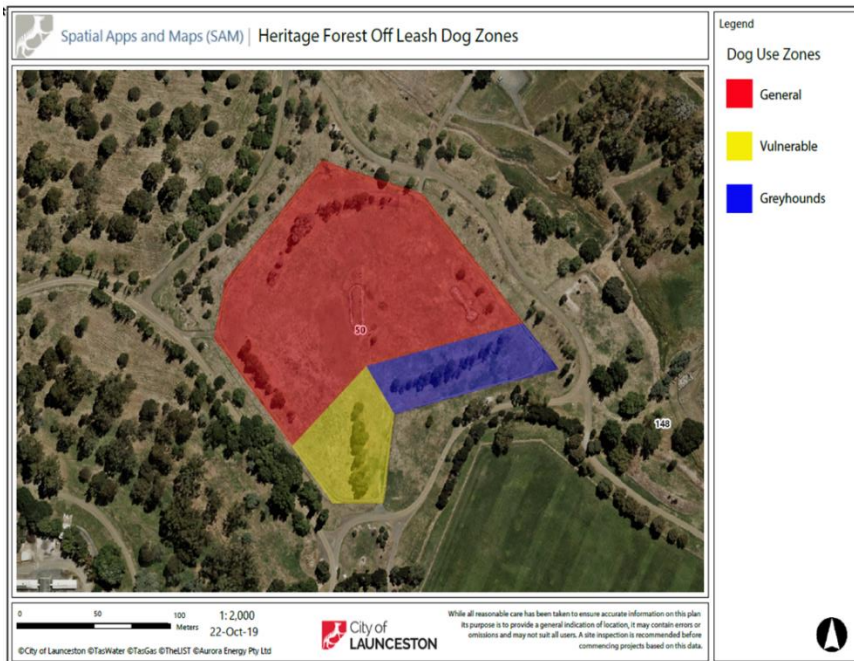 Spatial Apps and Maps (SAM) | Heritage Forest Off Leash Dog Zones
Legend
Dog Use Zones
General
Vulnerable
Greyhounds
50
148
0 50 100
Meters
1: 2,000
22-Oct-19
©City of Launceston ©TasWater ©TasGas ©TheLIST ©Aurora Energy Pty Ltd
City of
LAUNCESTON
While all reasonable care has been taken to ensure accurate information on this plan
its purpose is to provide a general indication of location, it may contain errors or
omissions and may not suit all users. A site inspection is recommended before
commencing projects based on this data.